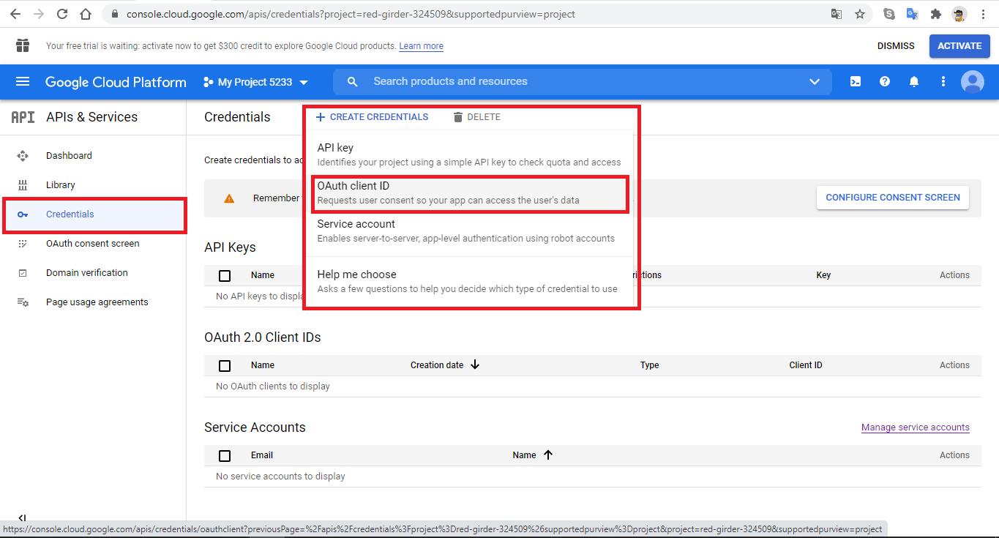 console.cloud.google.com/apis/credentials?project=red-girder-324509&supportedpurview=project
Your free trial is waiting: activate now to get $300 credit to explore Google Cloud products. Learn more
DISMISS
ACTIVATE
Google Cloud Platform
My Project 5233
Search products and resources
API
APIs & Services
Credentials
CREATE CREDENTIALS
DELETE
Dashboard
Library
Credentials
OAuth consent screen
Domain verification
Page usage agreements
Create credentials to
API key
Identifies your project using a simple API key to check quota and access
OAuth client ID
Requests user consent so your app can access the user's data
Service account
Enables server-to-server, app-level authentication using robot accounts
Help me choose
Asks a few questions to help you decide which type of credential to use
Remember
CONFIGURE CONSENT SCREEN
API Keys
Name
Key
Actions
No API keys to
OAuth 2.0 Client IDs
Name
Creation date
Type
Client ID
Actions
No OAuth clients to display
Service Accounts
Manage service accounts
Email
Name
Actions
No service accounts to display
https://console.cloud.google.com/apis/credentials/oauthclient?previousPage=%2Fapis%2Fcredentials%3Fproject%3Dred-girder-324509%26supportedpurview%3Dproject&project=red-girder-324509&supportedpurview=project